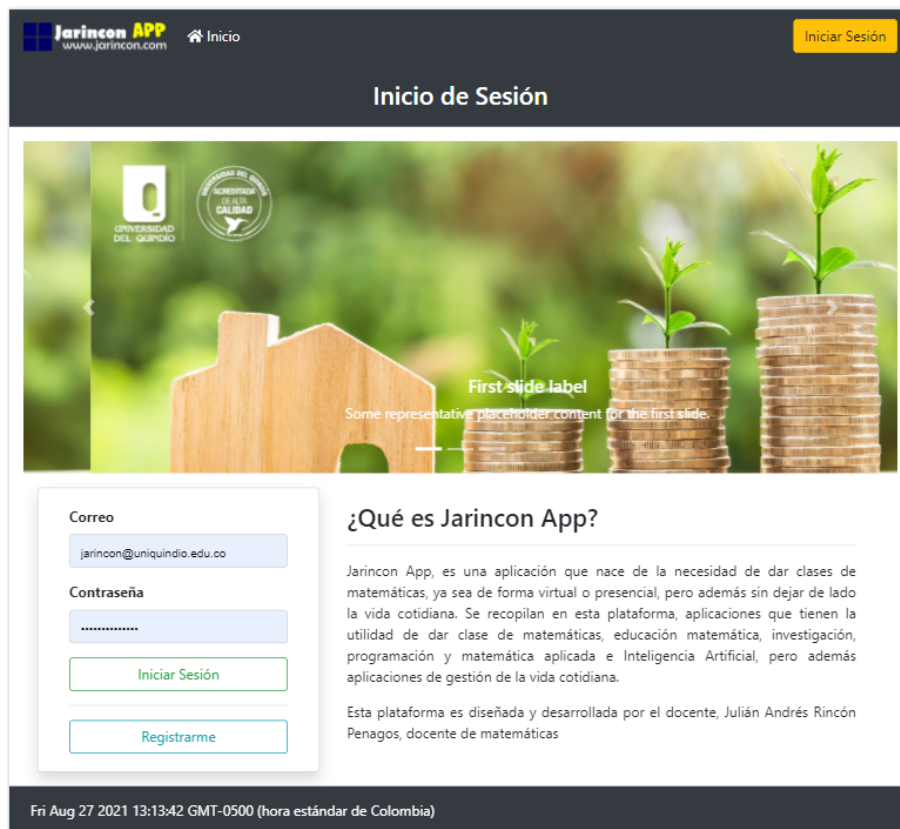 Jarincon APP
www.jarincon.com
Inicio
Iniciar Sesión
Inicio de Sesión
UNIVERSIDAD
DEL QUINDÍO
UNIVERSIDAD DEL QUINDÍO
ACREDITADA
DE ALTA
CALIDAD
First slide label
Some representative placeholder content for the first slide.
Correo
jarincon@uniquindio.edu.co
Contraseña
Iniciar Sesión
Registrarme
¿Qué es Jarincon App?
Jarincon App, es una aplicación que nace de la necesidad de dar clases de
matemáticas, ya sea de forma virtual o presencial, pero además sin dejar de lado
la vida cotidiana. Se recopilan en esta plataforma, aplicaciones que tienen la
utilidad de dar clase de matemáticas, educación matemática, investigación,
programación y matemática aplicada e Inteligencia Artificial, pero además
aplicaciones de gestión de la vida cotidiana.
Esta plataforma es diseñada y desarrollada por el docente, Julián Andrés Rincón
Penagos, docente de matemáticas
Fri Aug 27 2021 13:13:42 GMT-0500 (hora estándar de Colombia)